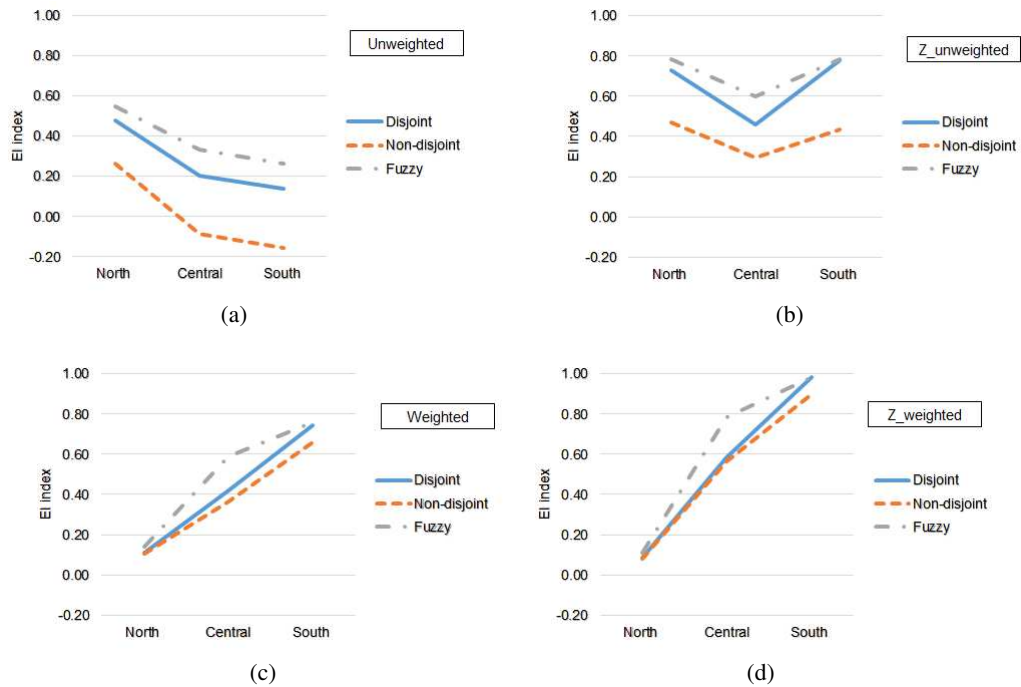 1.00
0.80
0.60
0.40
0.20
0.00
-0.20
EI index
North Central South
Unweighted
Disjoint
Non-disjoint
Fuzzy
(a)
1.00
0.80
0.60
0.40
0.20
0.00
-0.20
EI index
North Central South
Z_unweighted
Disjoint
Non-disjoint
Fuzzy
(b)
1.00
0.80
0.60
0.40
0.20
0.00
-0.20
EI index
North Central South
Weighted
Disjoint
Non-disjoint
Fuzzy
(c)
1.00
0.80
0.60
0.40
0.20
0.00
-0.20
EI index
North Central South
Z_weighted
Disjoint
Non-disjoint
Fuzzy
(d)